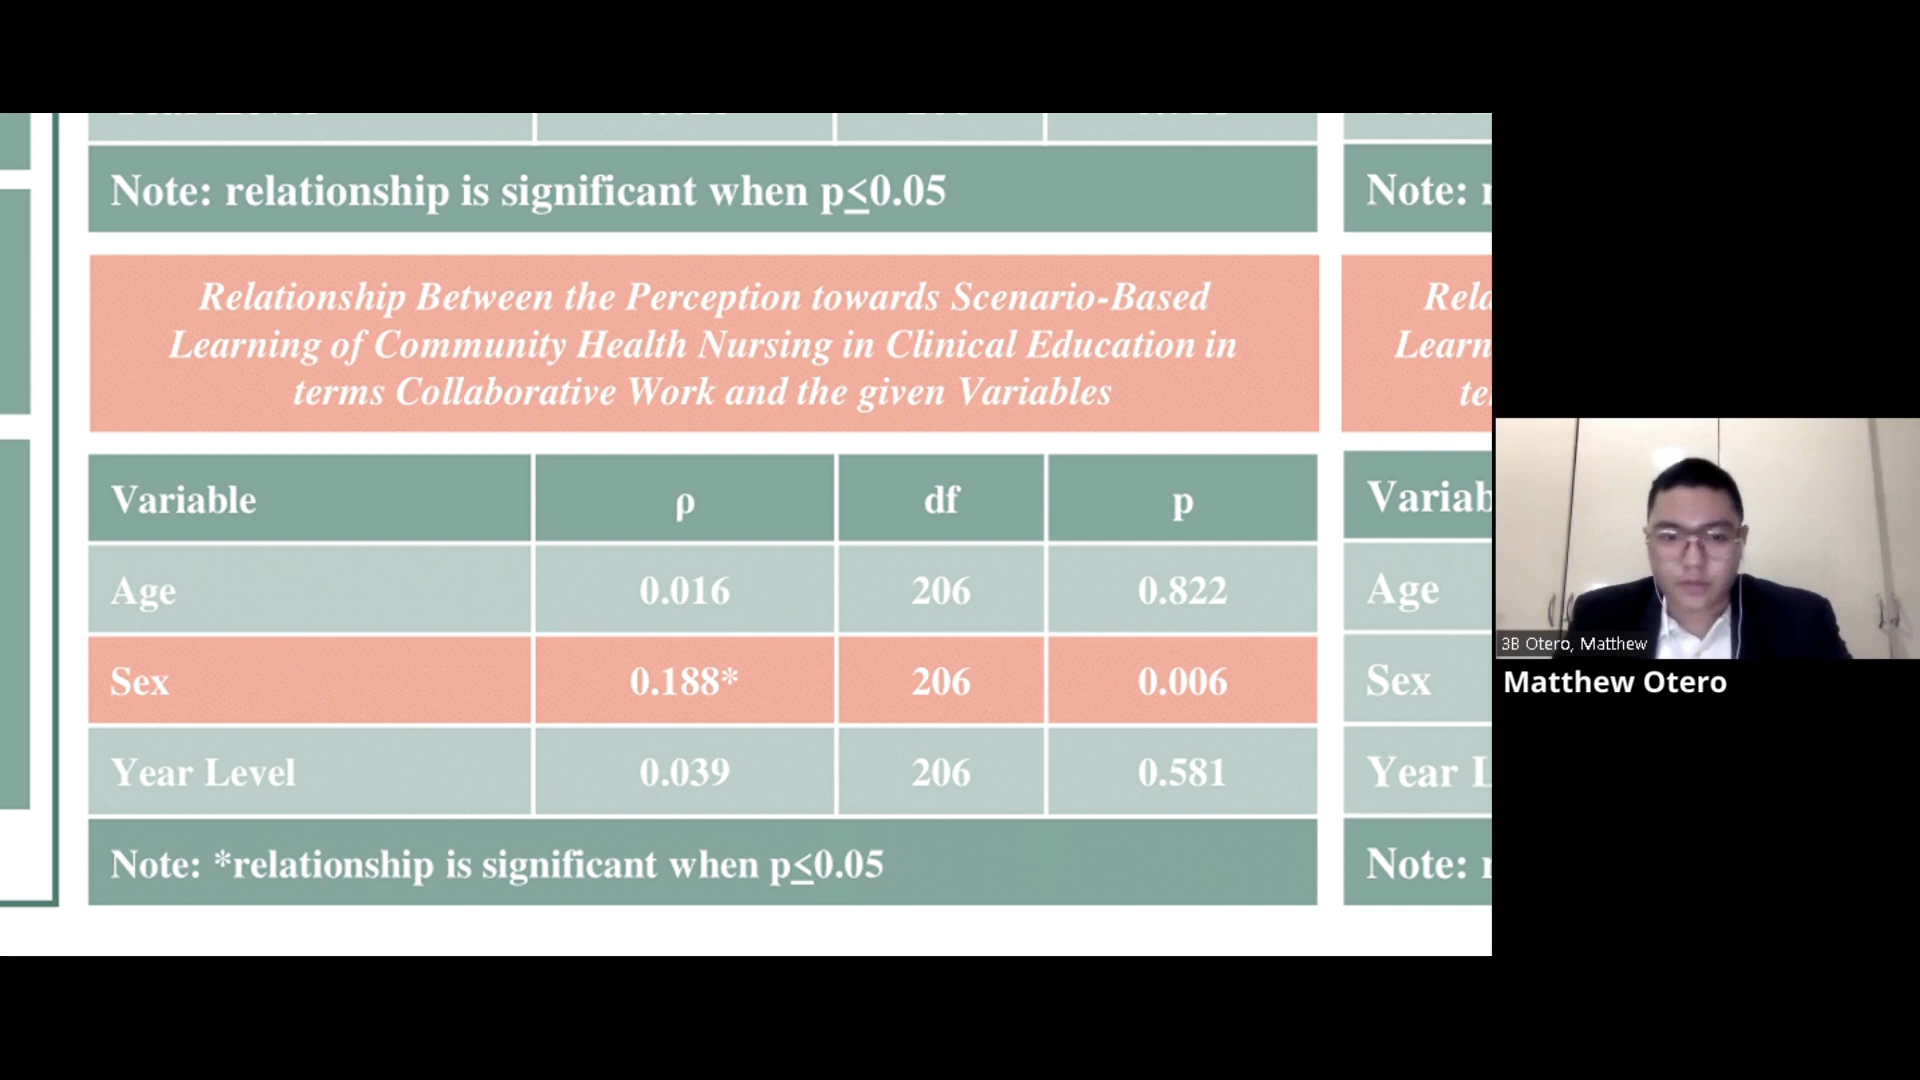 Note: relationship is significant when p≤0.05
Relationship Between the Perception towards Scenario-Based
Learning of Community Health Nursing in Clinical Education in
terms Collaborative Work and the given Variables
Variable ρ df p
Age 0.016 206 0.822
Sex 0.188* 206 0.006
Year Level 0.039 206 0.581
Note: *relationship is significant when p≤0.05
Note:
Age
Sex
Year
Note:
3B Otero, Matthew
Matthew Otero